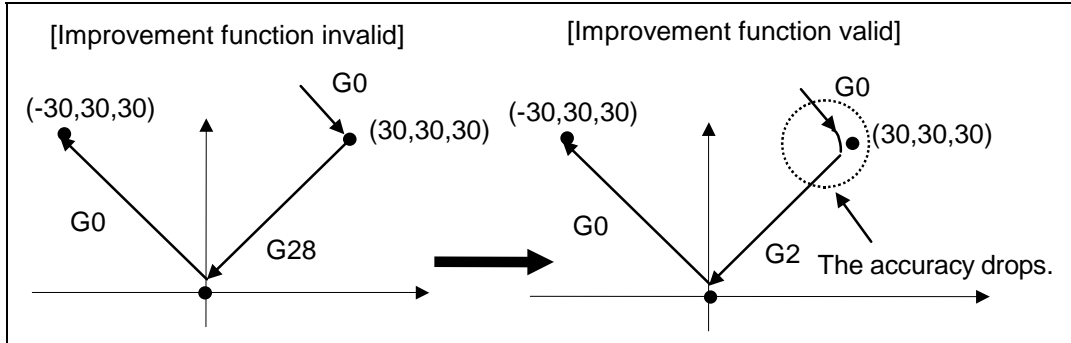 [Improvement function invalid]
G0
(-30,30,30)
(30,30,30)
G0
G28
[Improvement function valid]
G0
(-30,30,30)
(30,30,30)
G0
G2
The accuracy drops.